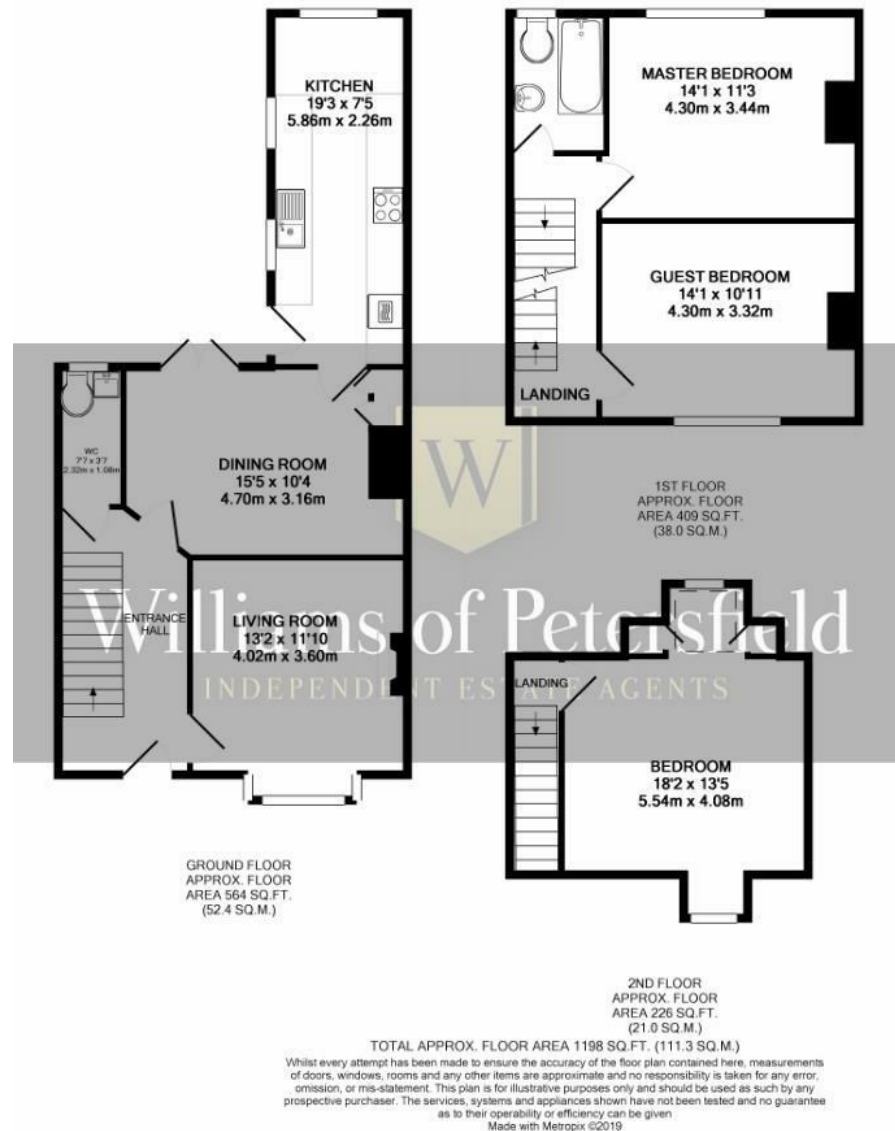 KITCHEN
19'3 x 7'5
5.86m x 2.26m
MASTER BEDROOM
14'1 x 11'3
4.30m x 3.44m
GUEST BEDROOM
14'1 x 10'11
4.30m x 3.32m
LANDING
WC
7'7 x 3'7
2.32m x 1.08m
DINING ROOM
15'5 x 10'4
4.70m x 3.16m
W
1ST FLOOR
APPROX. FLOOR
AREA 409 SQ.FT.
(38.0 SQ.M.)
ENTRANCE
HALL
LIVING ROOM
13'2 x 11'10
4.02m x 3.60m
Williams of Petersfield
INDEPENDENT ESTATE AGENTS
LANDING
BEDROOM
18'2 x 13'5
5.54m x 4.08m
GROUND FLOOR
APPROX. FLOOR
AREA 564 SQ.FT.
(52.4 SQ.M.)
2ND FLOOR
APPROX. FLOOR
AREA 226 SQ.FT.
(21.0 SQ.M.)
TOTAL APPROX. FLOOR AREA 1198 SQ.FT. (111.3 SQ.M.)
Whilst every attempt has been made to ensure the accuracy of the floor plan contained here, measurements
of doors, windows, rooms and any other items are approximate and no responsibility is taken for any error,
omission, or mis-statement. This plan is for illustrative purposes only and should be used as such by any
prospective purchaser. The services, systems and appliances shown have not been tested and no guarantee
as to their operability or efficiency can be given
Made with Metropix ©2019